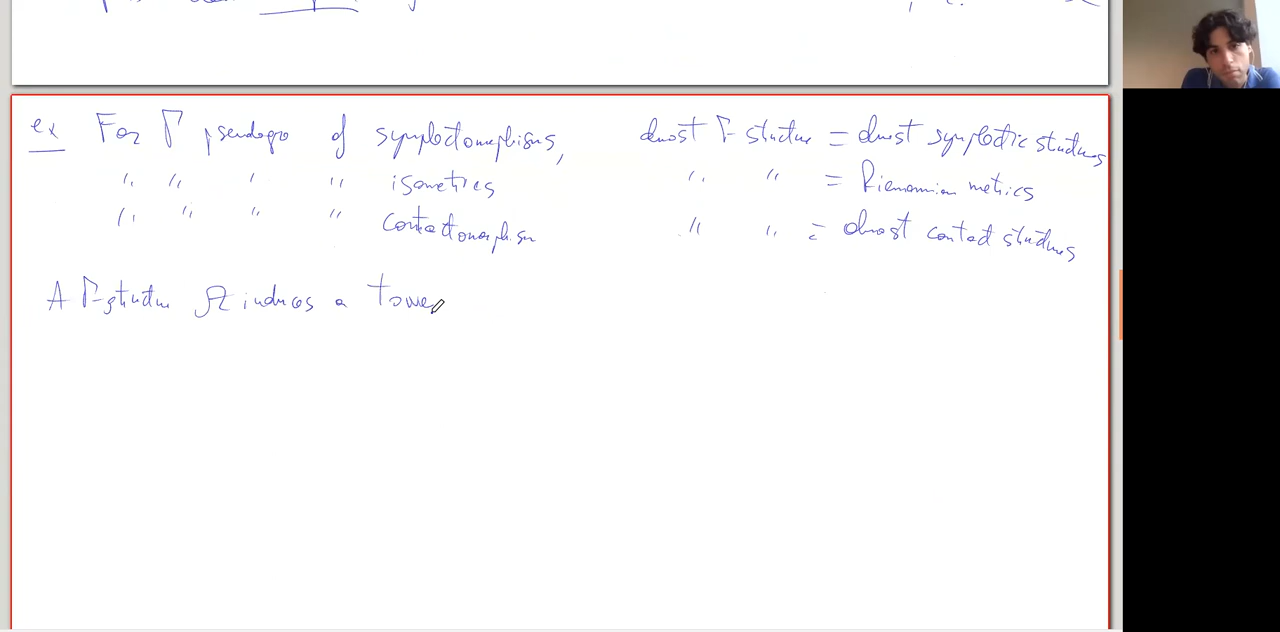 ex For Γ pseudogp of symplectomorphisms, almost Γ-structure = almost symplectic structures
" " " " isometries " " = Riemannian metrics
" " " " contactomorphism " " = almost contact structures
A Γ-structure induces a tower